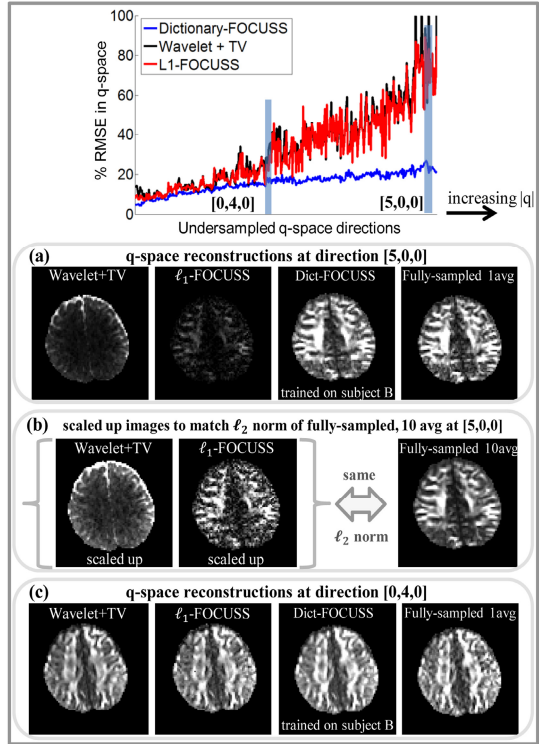 100
80
60
40
20
0
% RMSE in q-space
Dictionary-FOCUSS
Wavelet + TV
L1-FOCUSS
[0,4,0]
[5,0,0]
increasing |q|
Undersampled q-space directions
(a) q-space reconstructions at direction [5,0,0]
Wavelet+TV ℓ1-FOCUSS Dict-FOCUSS Fully-sampled 1avg
trained on subject B
(b) scaled up images to match ℓ2 norm of fully-sampled, 10 avg at [5,0,0]
Wavelet+TV ℓ1-FOCUSS Fully-sampled 10avg
same
ℓ2 norm
scaled up scaled up
(c) q-space reconstructions at direction [0,4,0]
Wavelet+TV ℓ1-FOCUSS Dict-FOCUSS Fully-sampled 1avg
trained on subject B